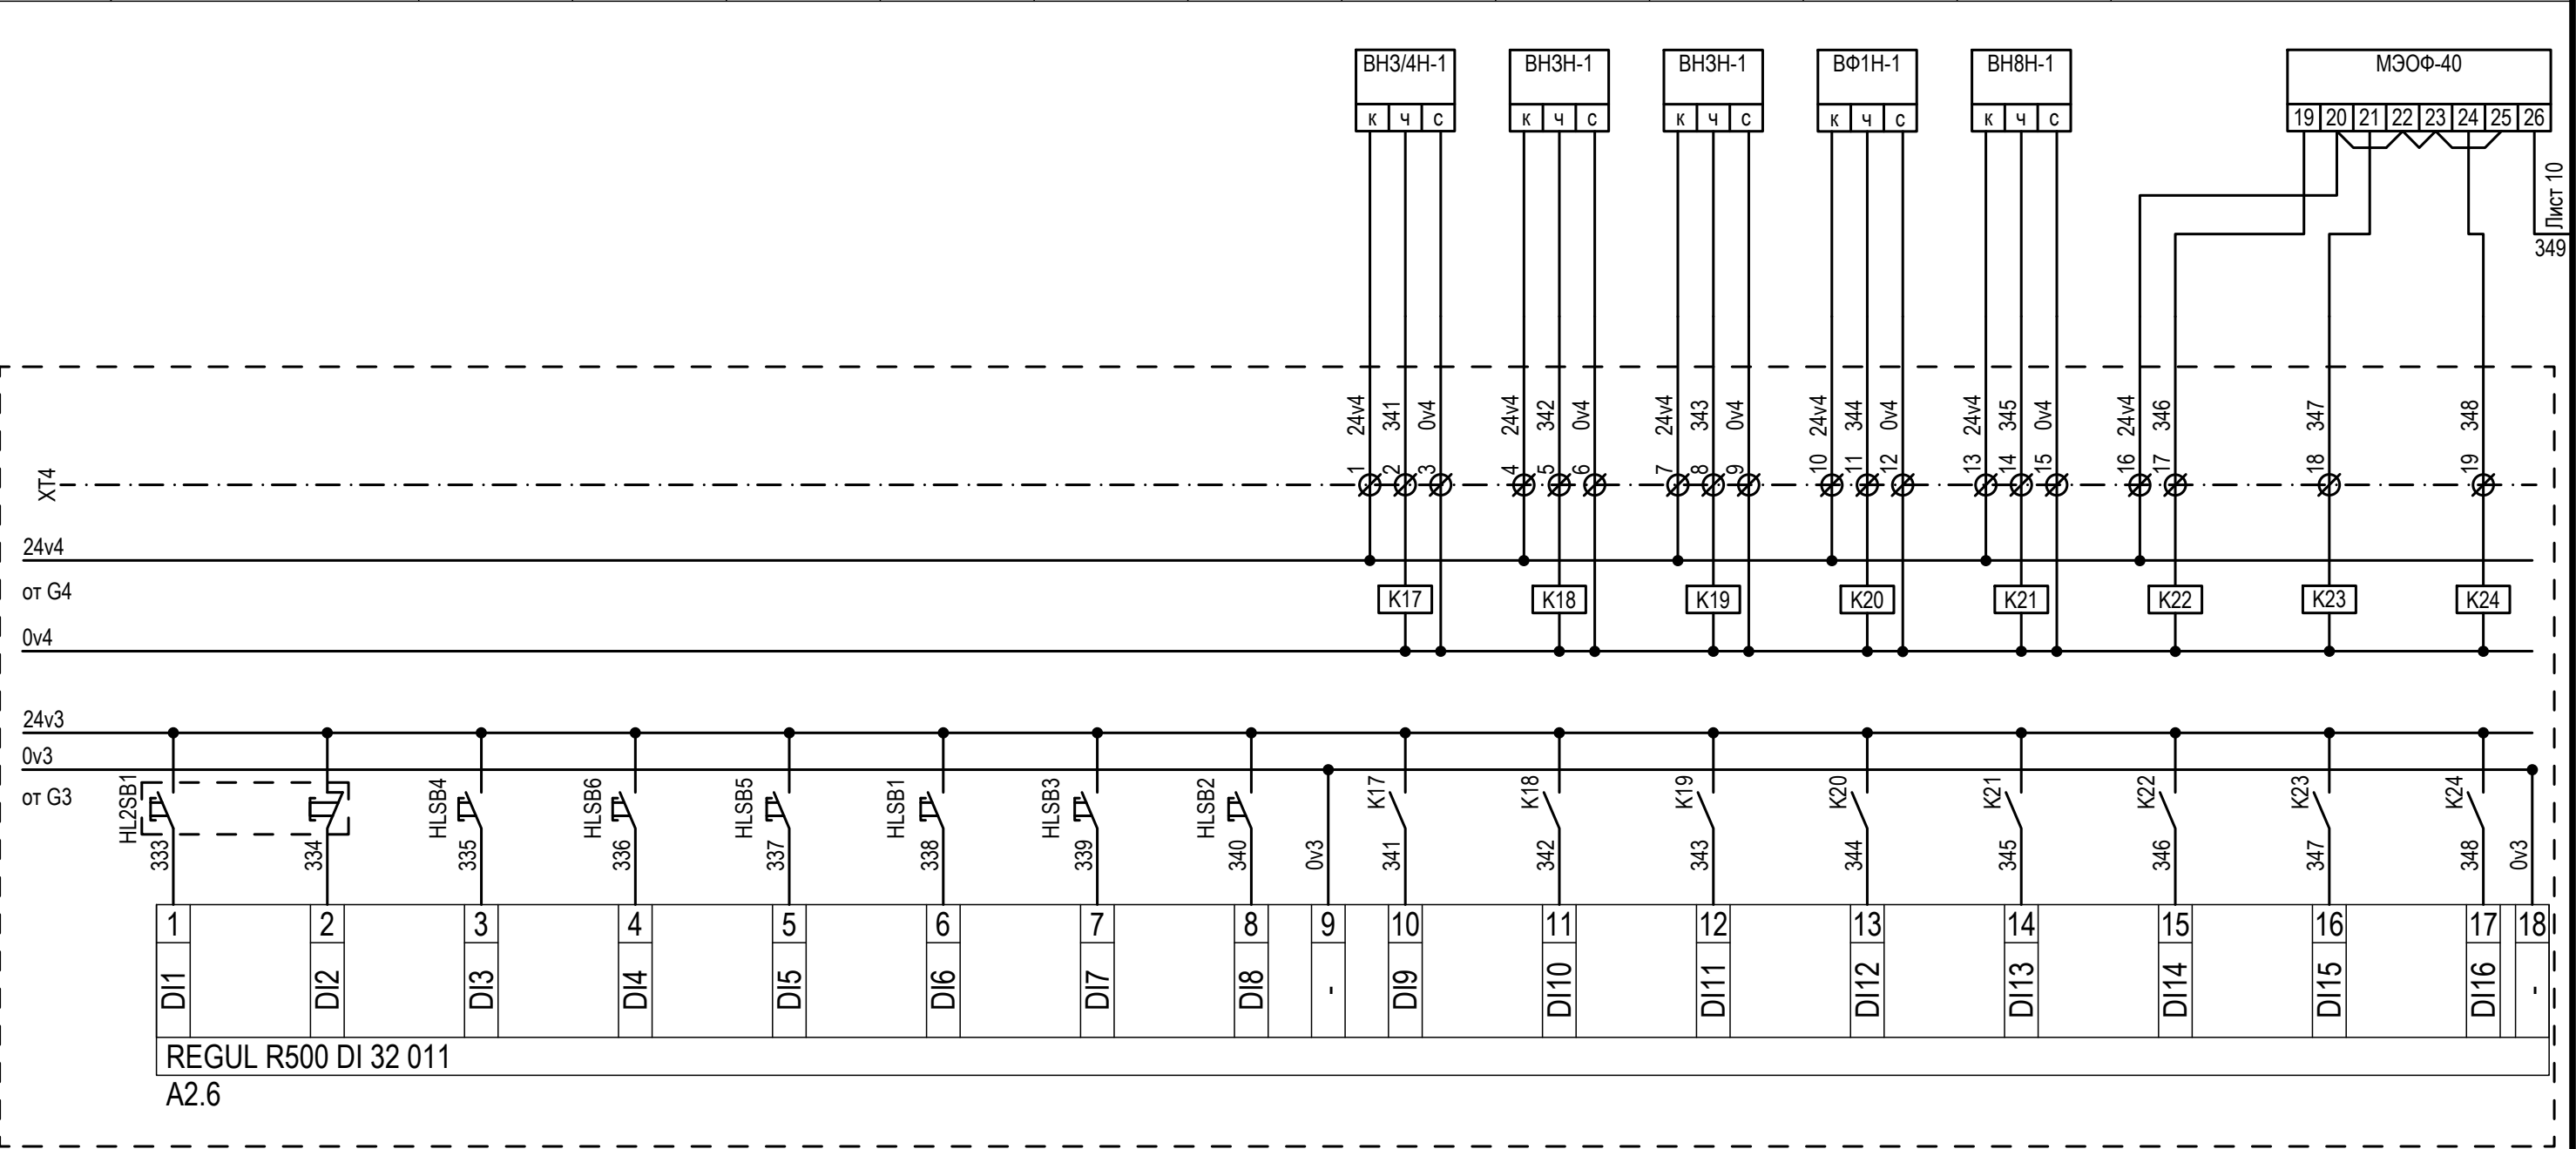 ВН3/4Н-1 ВН3Н-1 ВН3Н-1 ВФ1Н-1 ВН8Н-1 МЭОФ-40
к ч с к ч с к ч с к ч с к ч с 19 20 21 22 23 24 25 26
Лист 10
349
24v4 341 0v4 24v4 342 0v4 24v4 343 0v4 24v4 344 0v4 24v4 345 0v4 24v4 346 347 348
XT4 1 2 3 4 5 6 7 8 9 10 11 12 13 14 15 16 17 18 19
24v4
от G4 K17 K18 K19 K20 K21 K22 K23 K24
0v4
24v3
0v3
от G3 HL2SB1 HLSB4 HLSB6 HLSB5 HLSB1 HLSB3 HLSB2 K17 K18 K19 K20 K21 K22 K23 K24
333 334 335 336 337 338 339 340 0v3 341 342 343 344 345 346 347 348 0v3
1 2 3 4 5 6 7 8 9 10 11 12 13 14 15 16 17 18
DI1 DI2 DI3 DI4 DI5 DI6 DI7 DI8 - DI9 DI10 DI11 DI12 DI13 DI14 DI15 DI16 -
REGUL R500 DI 32 011
A2.6